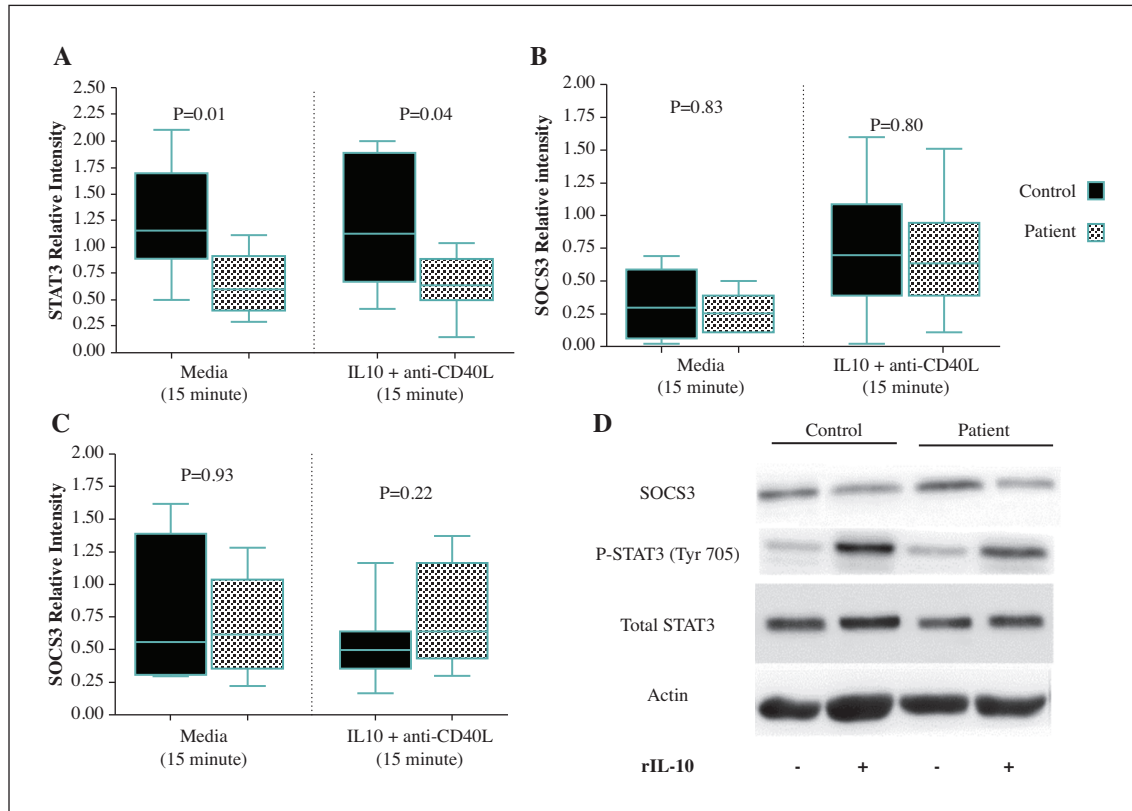 A
STAT3 Relative Intensity
2.50
2.25
2.00
1.75
1.50
1.25
1.00
0.75
0.50
0.25
0.00
P=0.01
P=0.04
Media
(15 minute)
IL10 + anti-CD40L
(15 minute)
B
SOCS3 Relative intensity
2.00
1.75
1.50
1.25
1.00
0.75
0.50
0.25
0.00
P=0.83
P=0.80
Media
(15 minute)
IL10 + anti-CD40L
(15 minute)
Control
Patient
C
SOCS3 Relative Intensity
2.00
1.75
1.50
1.25
1.00
0.75
0.50
0.25
0.00
P=0.93
P=0.22
Media
(15 minute)
IL10 + anti-CD40L
(15 minute)
D
Control Patient
SOCS3
P-STAT3 (Tyr 705)
Total STAT3
Actin
rIL-10 - + - +